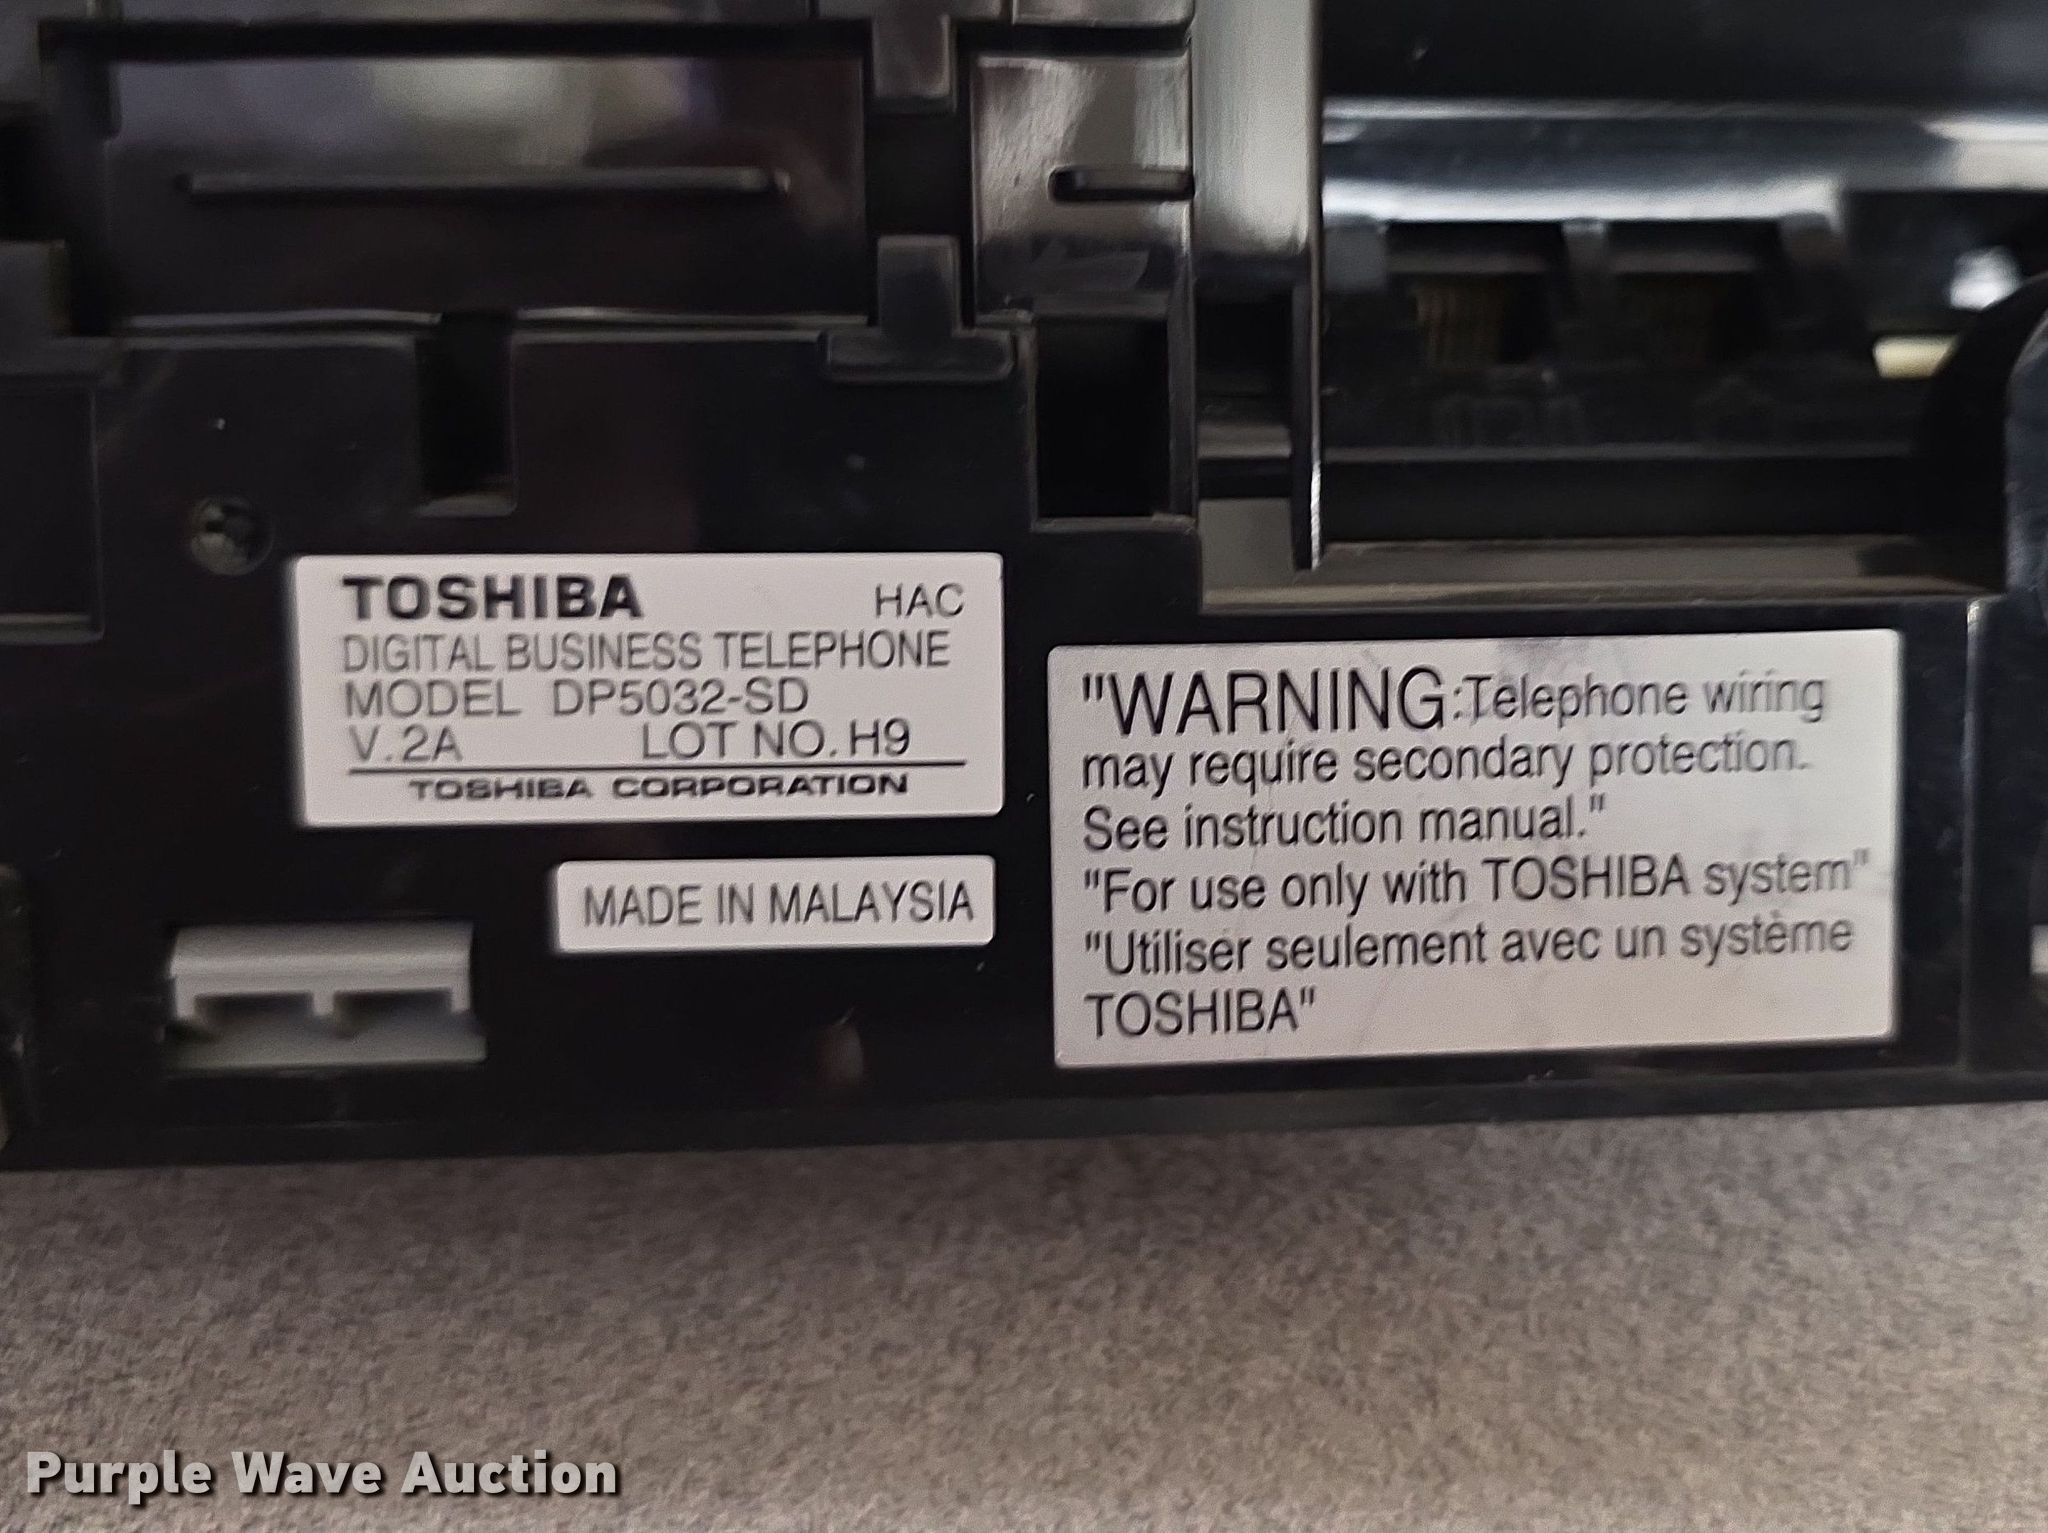 TOSHIBA HAC
DIGITAL BUSINESS TELEPHONE
MODEL DP5032-SD
V.2A LOT NO. H9
TOSHIBA CORPORATION
MADE IN MALAYSIA
"WARNING:Telephone wiring
may require secondary protection.
See instruction manual."
"For use only with TOSHIBA system"
"Utiliser seulement avec un système
TOSHIBA"
Purple Wave Auction